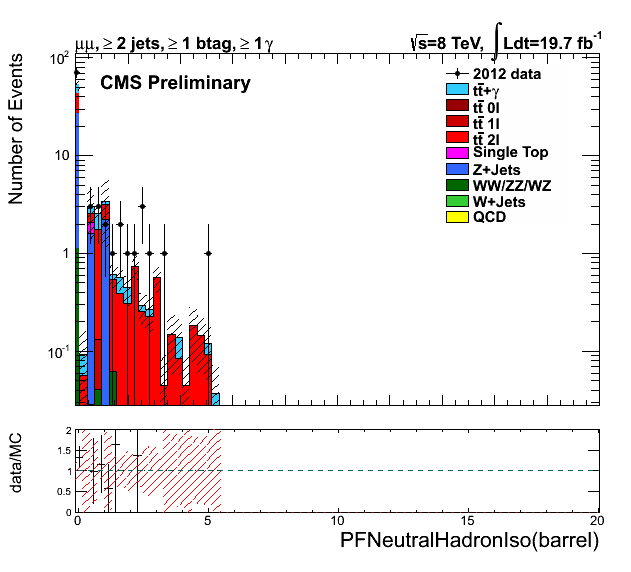 μμ, ≥ 2 jets, ≥ 1 btag, ≥ 1 γ
√s=8 TeV, ∫Ldt=19.7 fb⁻¹
CMS Preliminary
2012 data
tt̄+γ
tt̄ 0l
tt̄ 1l
tt̄ 2l
Single Top
Z+Jets
WW/ZZ/WZ
W+Jets
QCD
Number of Events
10²
10
1
10⁻¹
data/MC
2
1.5
1
0.5
0
0 5 10 15 20
PFNeutralHadronIso(barrel)